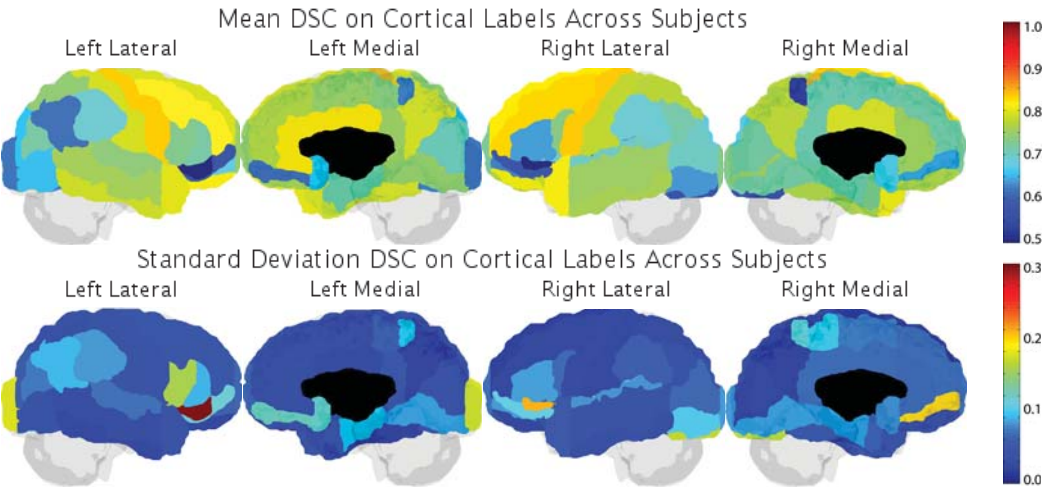 Mean DSC on Cortical Labels Across Subjects
Left Lateral Left Medial Right Lateral Right Medial
1.0
0.9
0.8
0.7
0.6
0.5
Standard Deviation DSC on Cortical Labels Across Subjects
Left Lateral Left Medial Right Lateral Right Medial
0.3
0.2
0.1
0.0